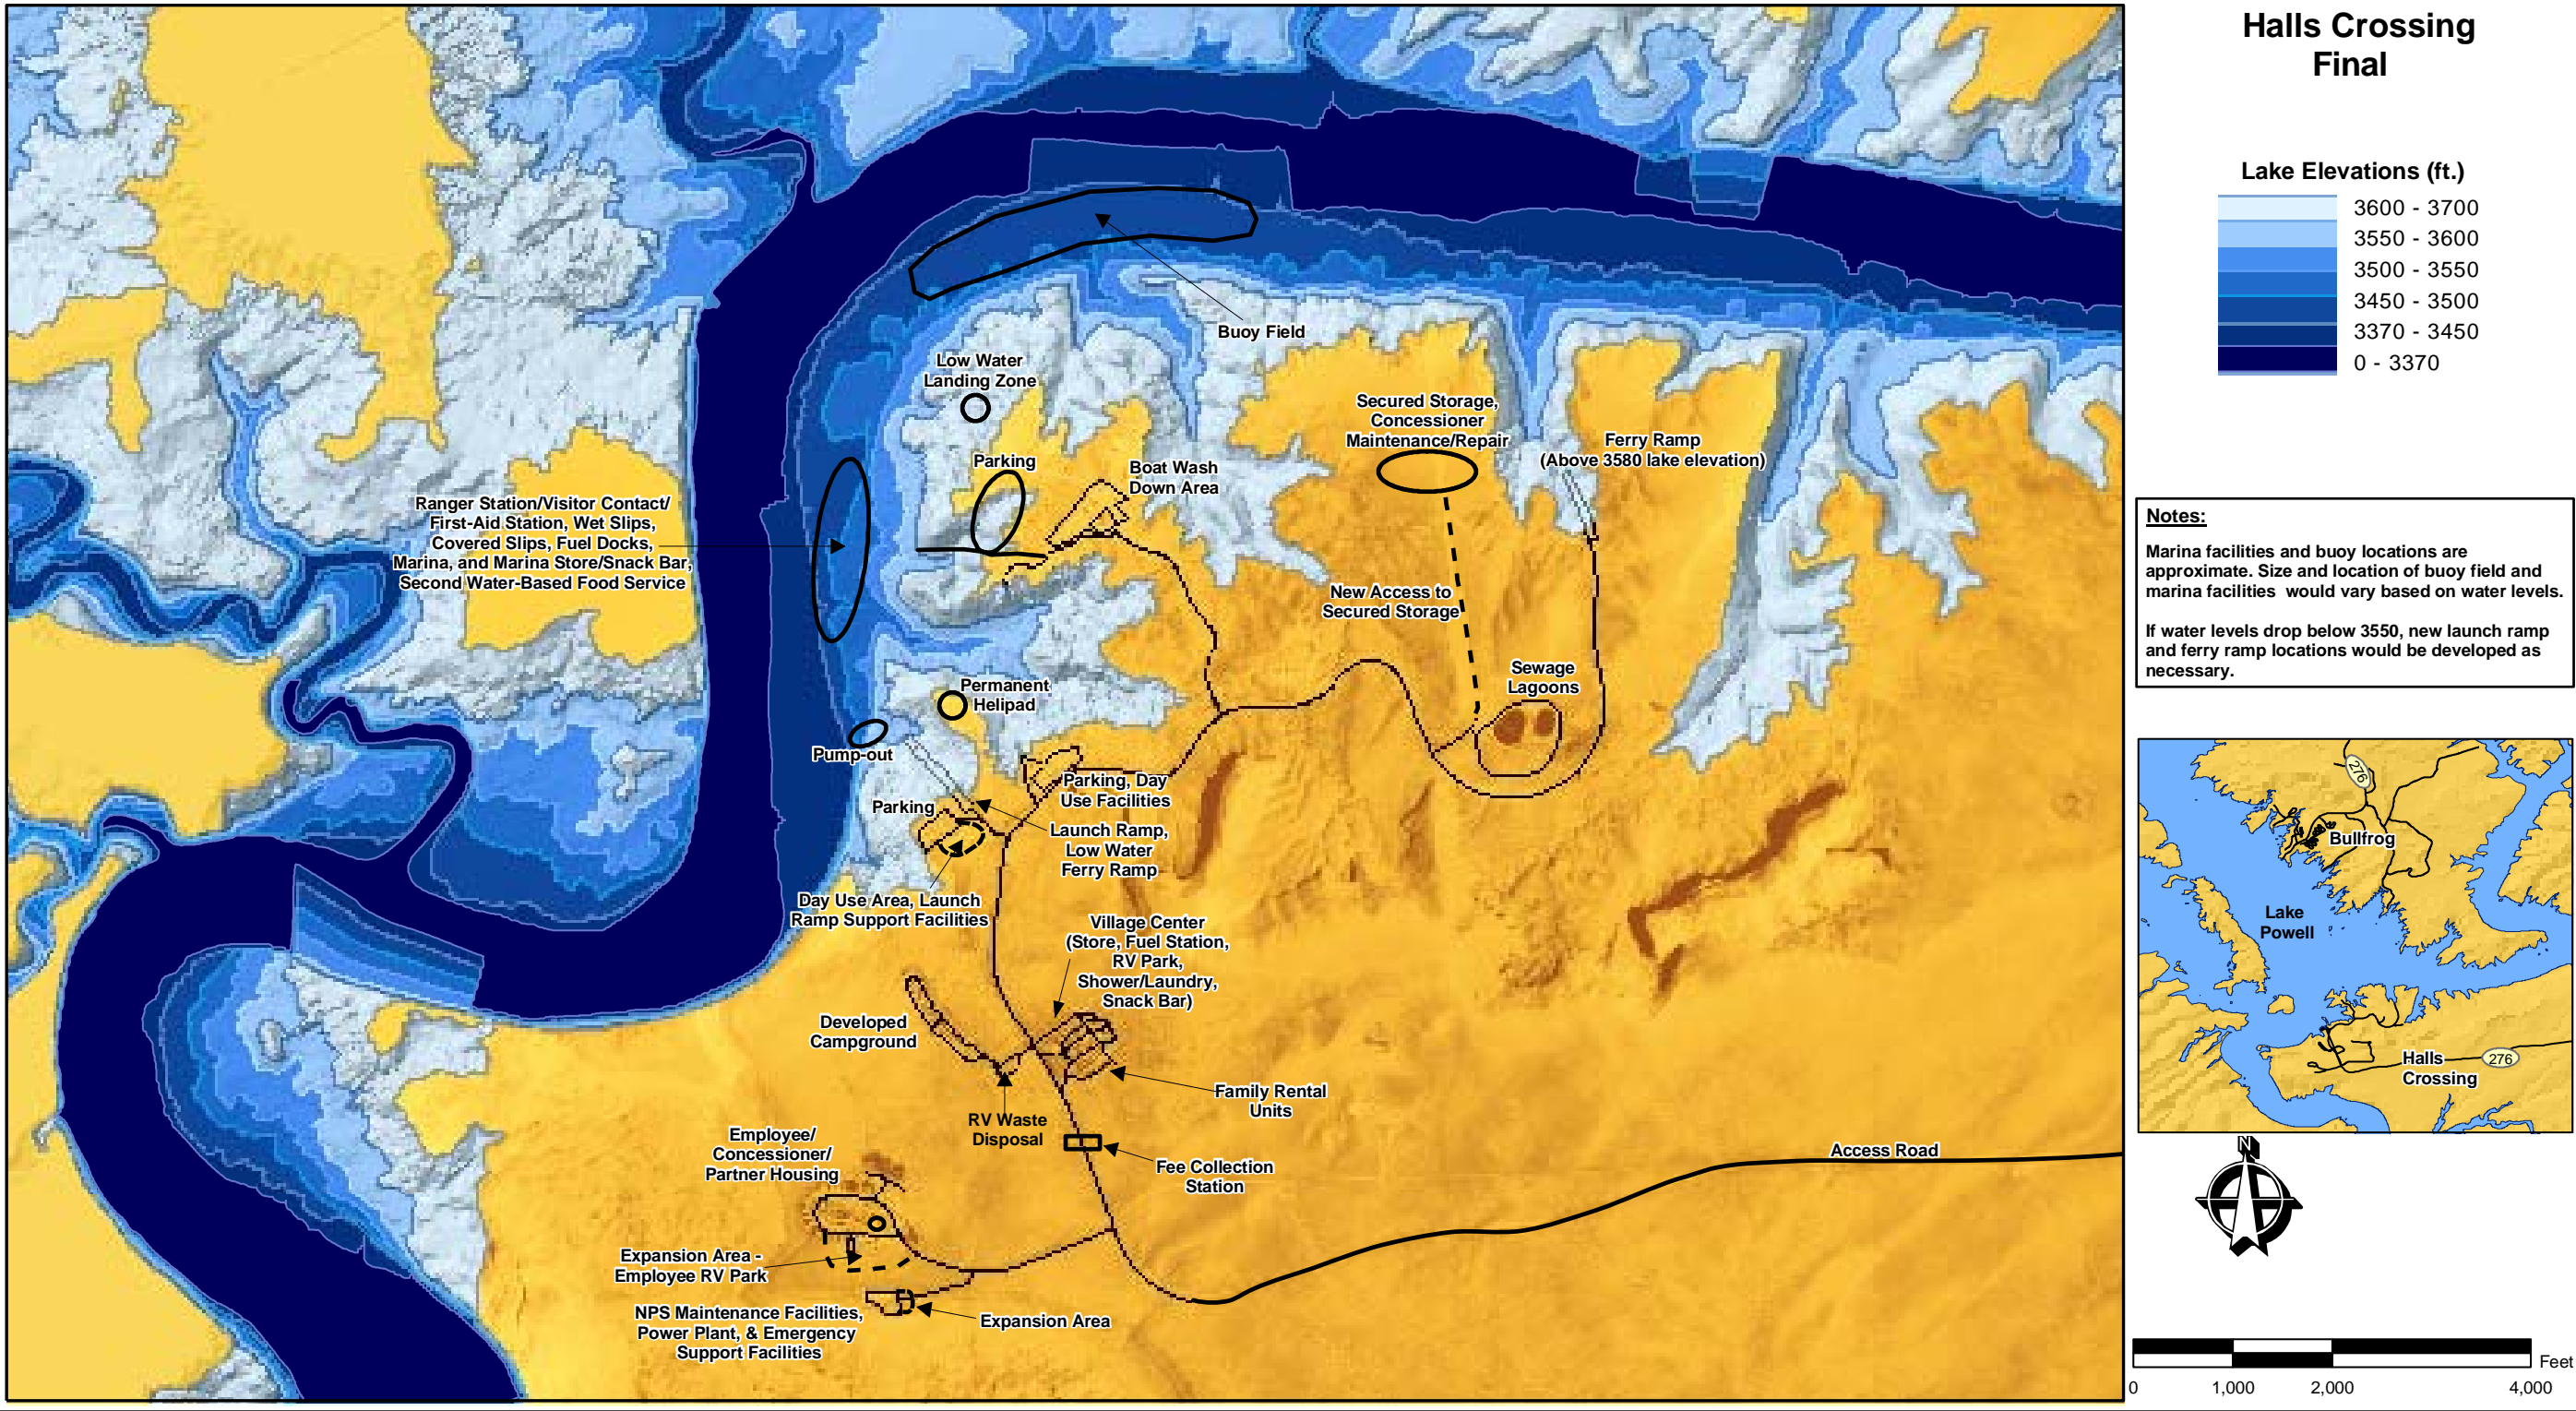 Halls Crossing
Final
Lake Elevations (ft.)
3600 - 3700
3550 - 3600
3500 - 3550
3450 - 3500
3370 - 3450
0 - 3370
Buoy Field
Low Water
Landing Zone
Parking
Boat Wash
Down Area
Secured Storage,
Concessioner
Maintenance/Repair
Ferry Ramp
(Above 3580 lake elevation)
Ranger Station/Visitor Contact/
First-Aid Station, Wet Slips,
Covered Slips, Fuel Docks,
Marina, and Marina Store/Snack Bar,
Second Water-Based Food Service
New Access to
Secured Storage
Sewage
Lagoons
Permanent
Helipad
Pump-out
Parking, Day
Use Facilities
Parking
Launch Ramp,
Low Water
Ferry Ramp
Day Use Area, Launch
Ramp Support Facilities
Village Center
(Store, Fuel Station,
RV Park,
Shower/Laundry,
Snack Bar)
Developed
Campground
Family Rental
Units
RV Waste
Disposal
Employee/
Concessioner/
Partner Housing
Fee Collection
Station
Access Road
Expansion Area -
Employee RV Park
NPS Maintenance Facilities,
Power Plant, & Emergency
Support Facilities
Expansion Area
Notes:
Marina facilities and buoy locations are
approximate. Size and location of buoy field and
marina facilities would vary based on water levels.
If water levels drop below 3550, new launch ramp
and ferry ramp locations would be developed as
necessary.
276
Bullfrog
Lake
Powell
Halls
Crossing
276
N
Feet
0 1,000 2,000 4,000